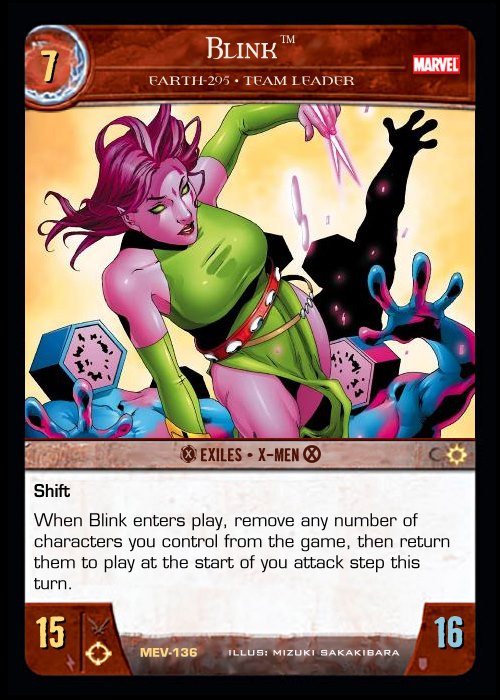 7
BLINK™
MARVEL
EARTH-295 • TEAM LEADER
EXILES • X-MEN
C
Shift
When Blink enters play, remove any number of
characters you control from the game, then return
them to play at the start of you attack step this
turn.
15
MEV-136
ILLUS: MIZUKI SAKAKIBARA
16